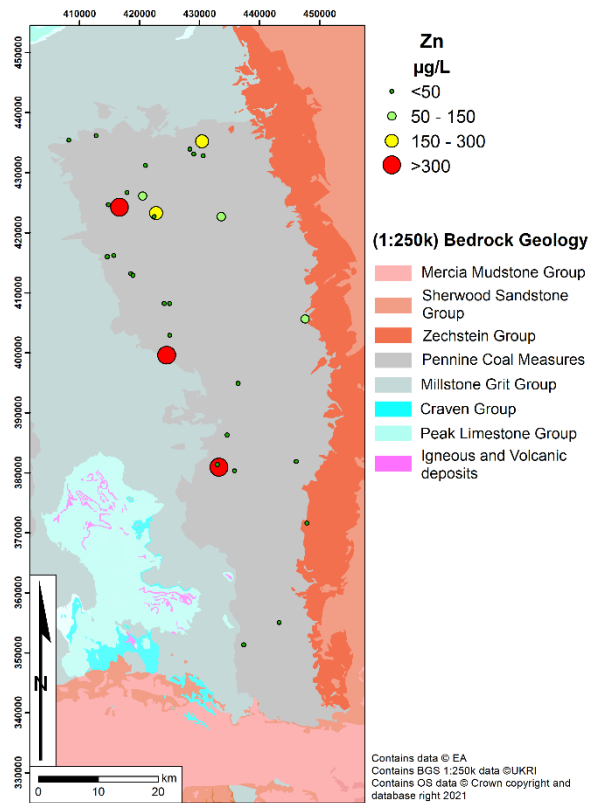 410000 420000 430000 440000 450000
450000
440000
430000
420000
410000
400000
390000
380000
370000
360000
350000
340000
330000
N
km
0 10 20
Zn
µg/L
<50
50 - 150
150 - 300
>300
(1:250k) Bedrock Geology
Mercia Mudstone Group
Sherwood Sandstone
Group
Zechstein Group
Pennine Coal Measures
Millstone Grit Group
Craven Group
Peak Limestone Group
Igneous and Volcanic
deposits
Contains data © EA
Contains BGS 1:250k data ©UKRI
Contains OS data © Crown copyright and
database right 2021